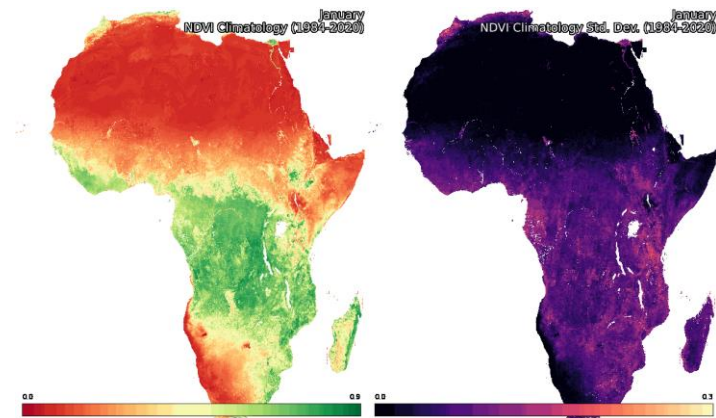 January
NDVI Climatology (1984-2020)
January
NDVI Climatology Std. Dev. (1984-2020)
0.0
0.9
0.0
0.3